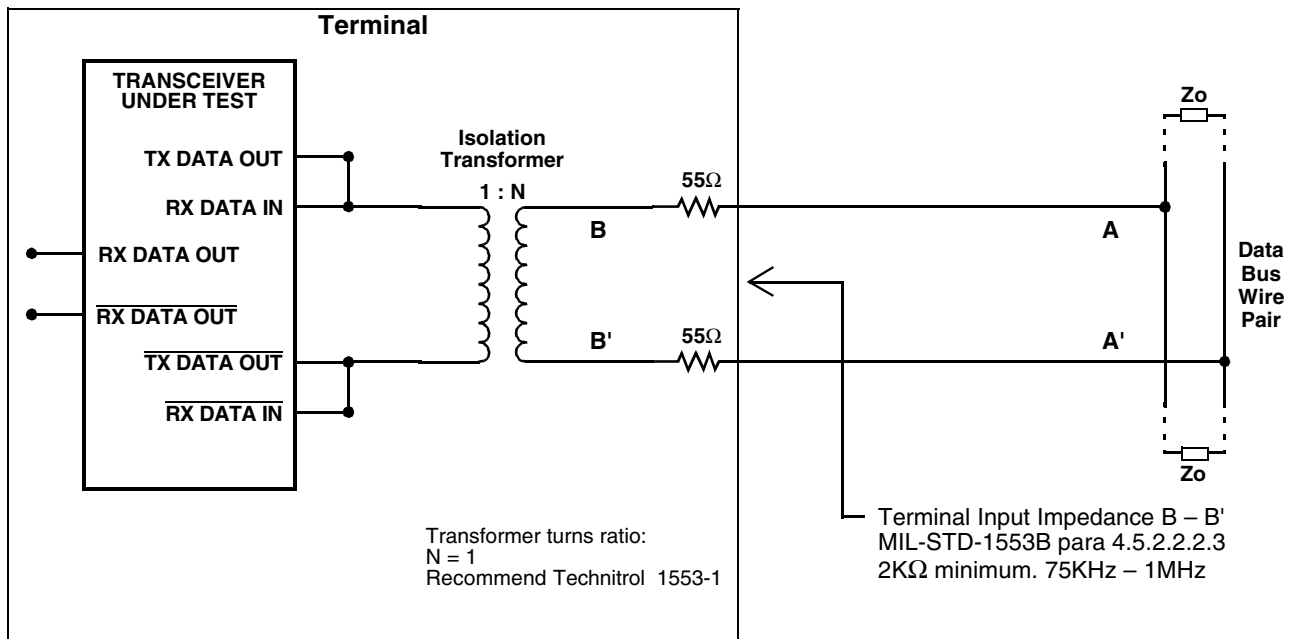 Terminal
TRANSCEIVER
UNDER TEST
TX DATA OUT
RX DATA IN
RX DATA OUT
RX DATA OUT
TX DATA OUT
RX DATA IN
Isolation
Transformer
1 : N
B
55Ω
A
B'
55Ω
A'
Zo
Data
Bus
Wire
Pair
Zo
Transformer turns ratio:
N = 1
Recommend Technitrol 1553-1
Terminal Input Impedance B – B'
MIL-STD-1553B para 4.5.2.2.2.3
2KΩ minimum. 75KHz – 1MHz